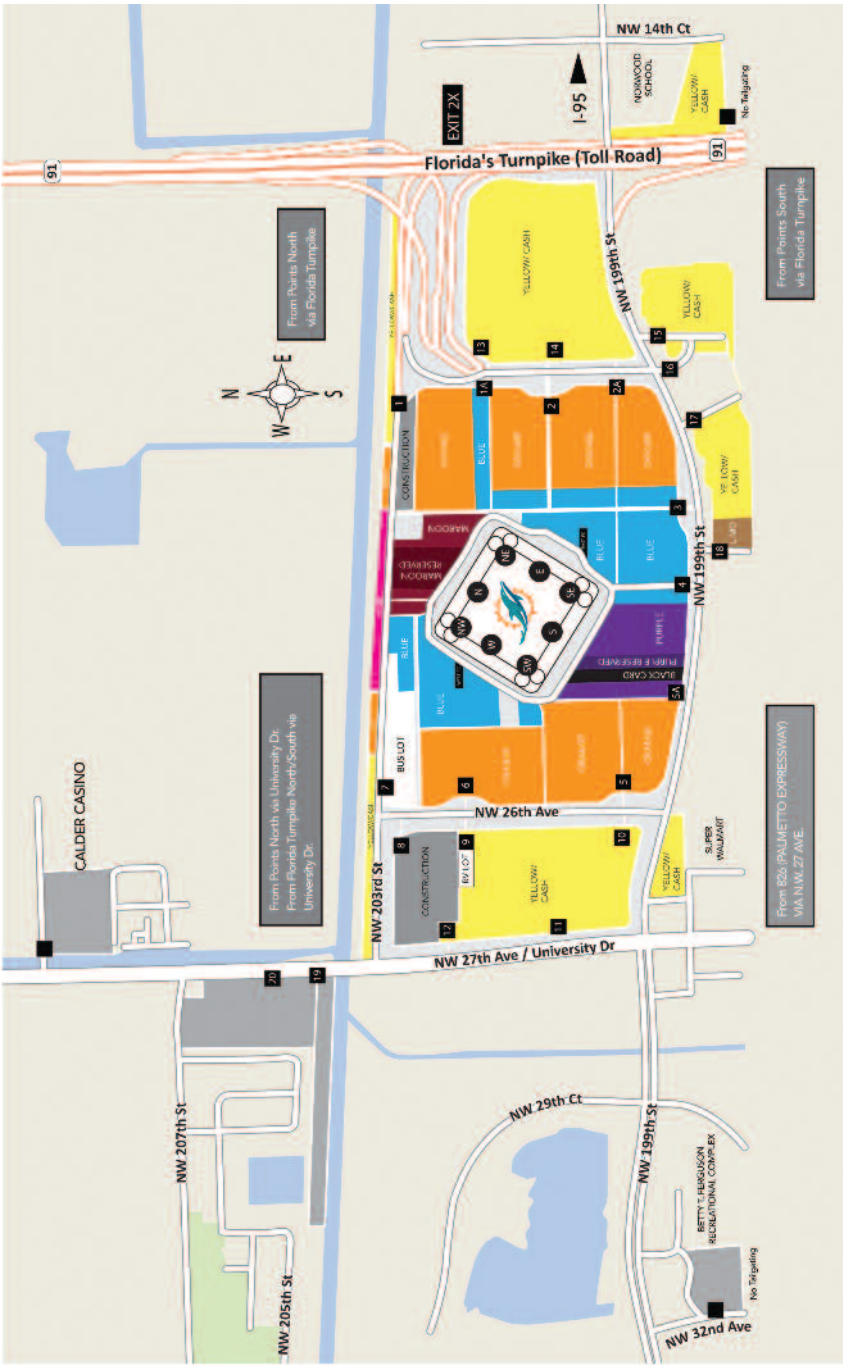 NW 14th Ct
I-95
NORWOOD
SCHOOL
YELLOW/
CASH
No Tailgating
EXIT 2X
Florida's Turnpike (Toll Road)
91
91
From Points North
via Florida Turnpike
From Points South
via Florida Turnpike
N
E
S
W
YELLOW/ CASH
NW 199th St
YELLOW/
CASH
13
14
15
16
1
1A
2
2A
17
CONSTRUCTION
BLUE
YELLOW/
CASH
LIMO
18
3
MAROON
MAROON
RESERVED
BLUE
BLUE
4
NW 199th St
NE
N
E
NW
SE
W
S
SW
PURPLE
PURPLE RESERVED
BLACK CARD
5A
BLUE
BLUE
BUS LOT
7
6
5
ORANGE
NW 26th Ave
From Points North via University Dr.
From Florida Turnpike North/South via
University Dr.
From 826 (PALMETTO EXPRESSWAY)
VIA N.W. 27 AVE.
CALDER CASINO
NW 203rd St
8
9
10
CONSTRUCTION
RV LOT
YELLOW/
CASH
12
11
YELLOW/
CASH
SUPER
WALMART
NW 27th Ave / University Dr
20
19
NW 207th St
NW 205th St
NW 29th Ct
NW 199th St
BETTY T. FERGUSON
RECREATIONAL COMPLEX
No Tailgating
NW 32nd Ave